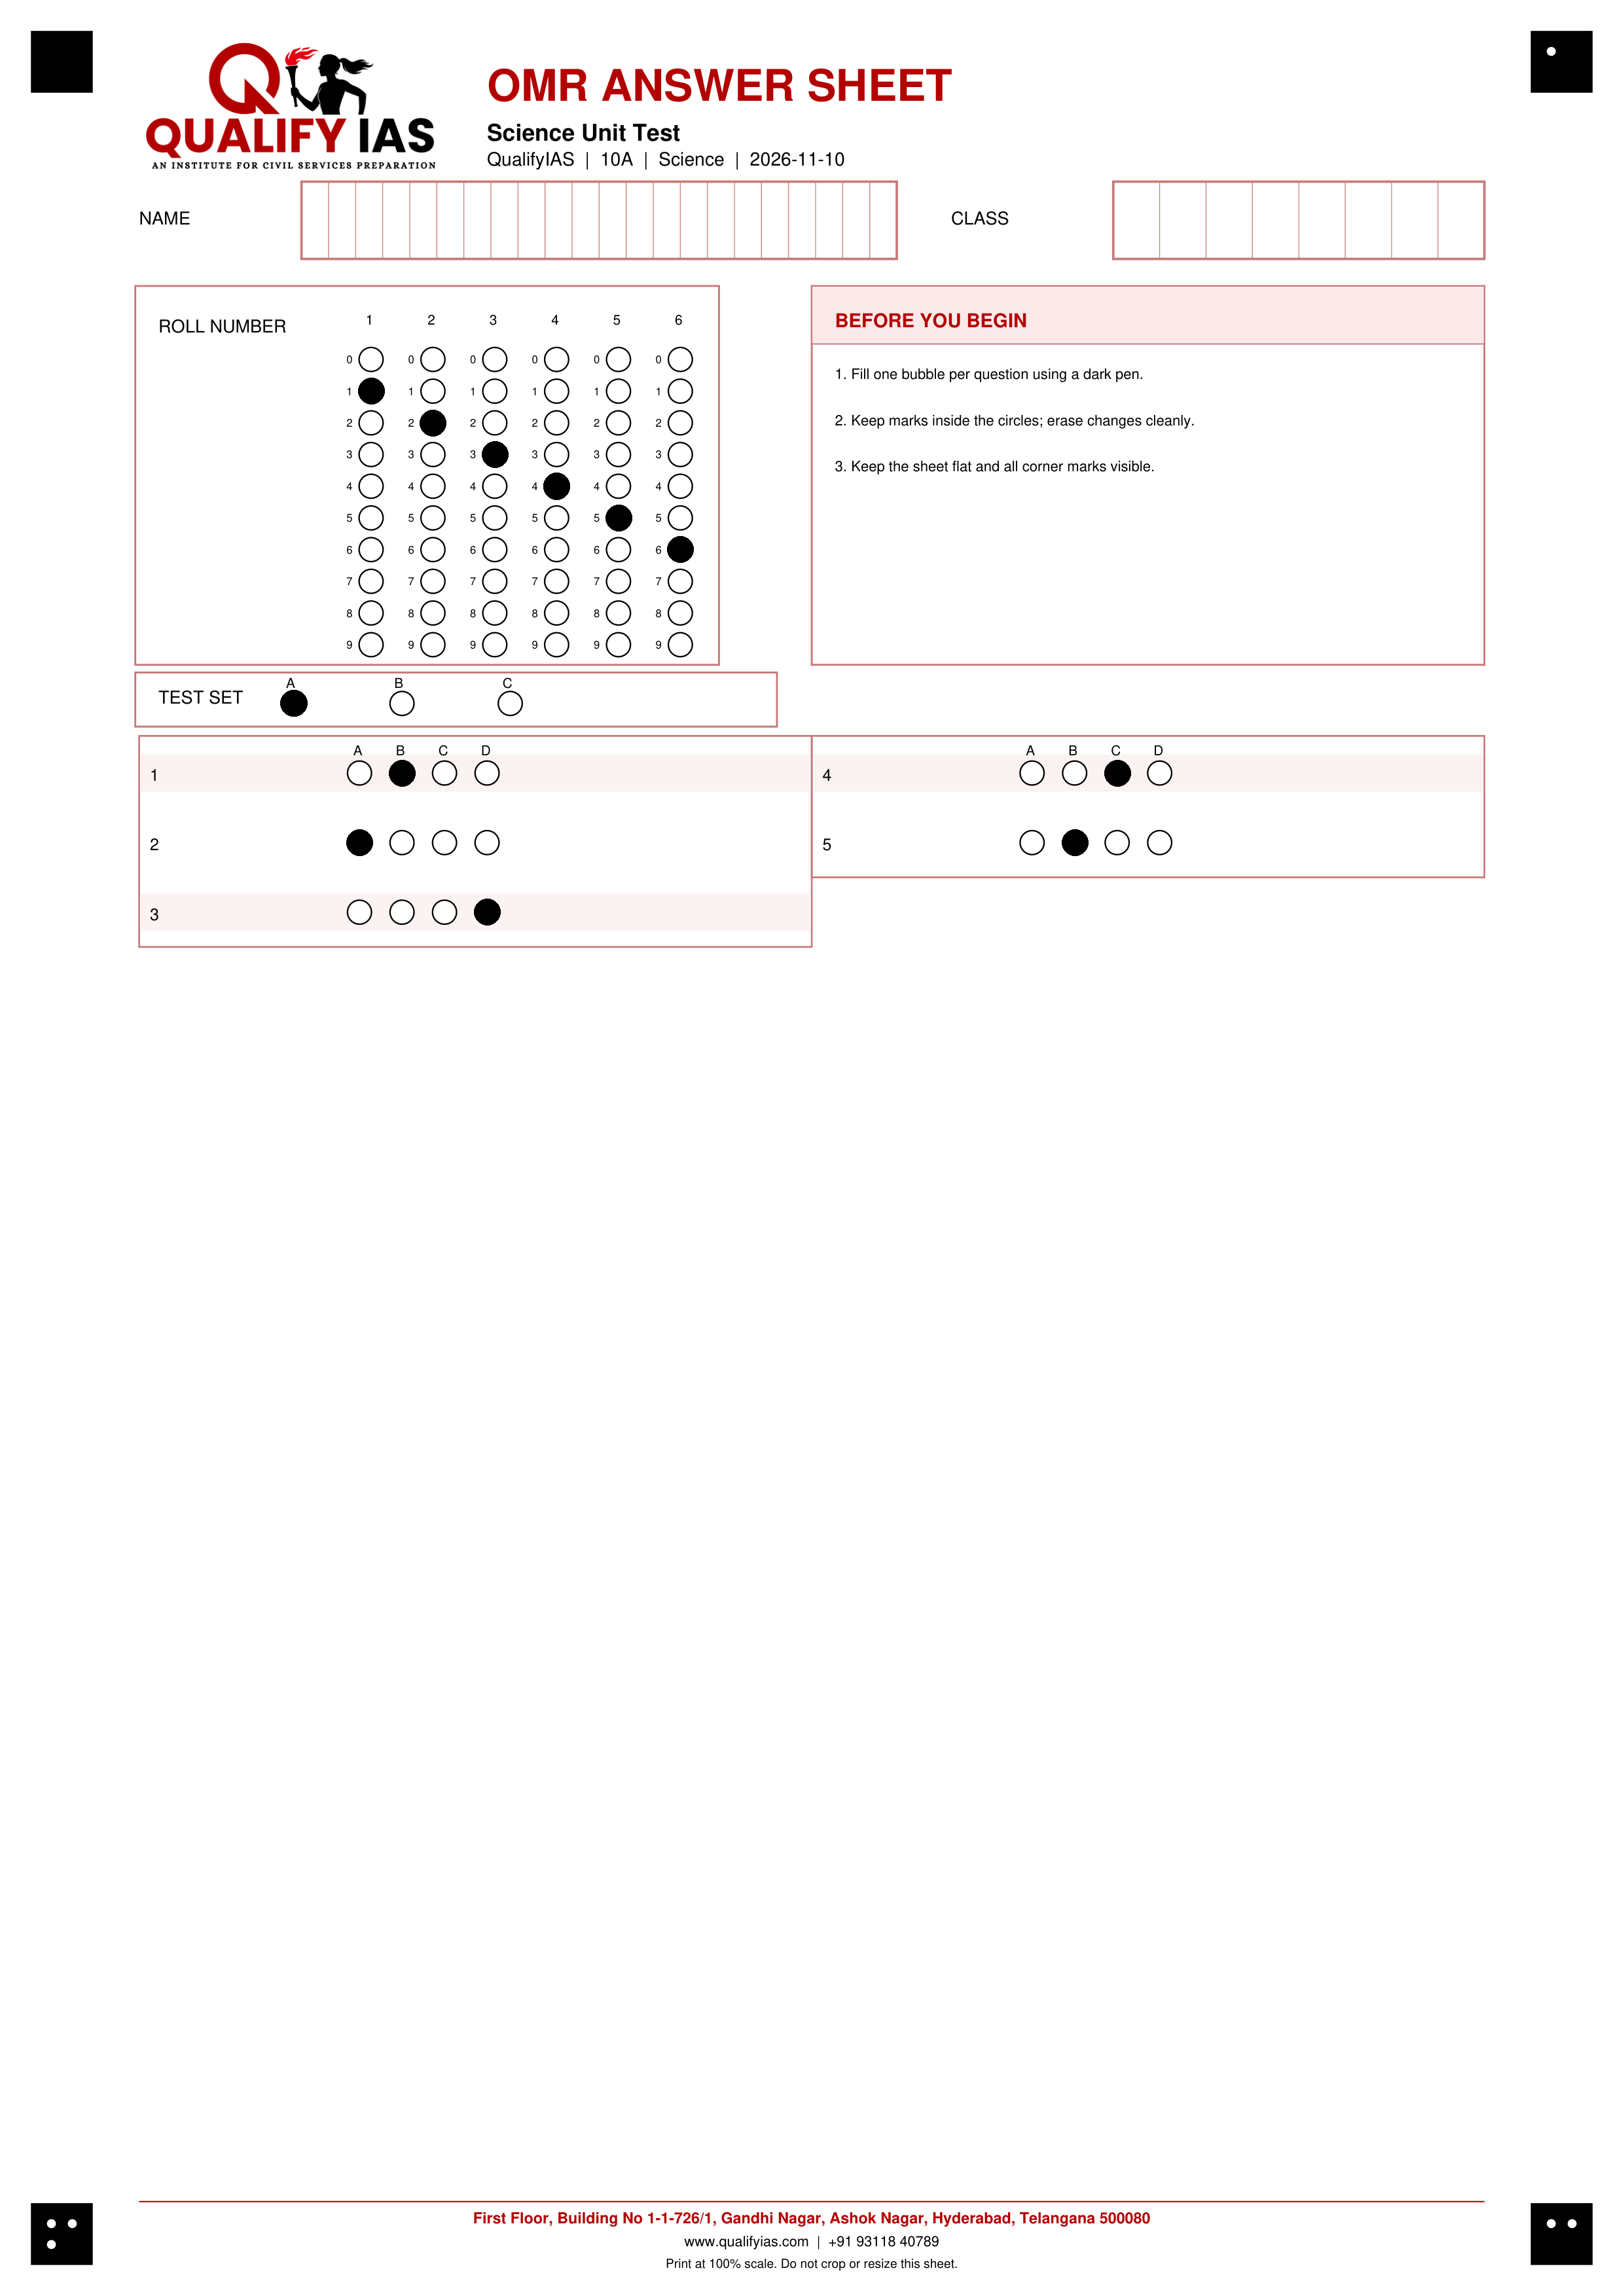 QUALIFY IAS
AN INSTITUTE FOR CIVIL SERVICES PREPARATION
OMR ANSWER SHEET
Science Unit Test
QualifyIAS | 10A | Science | 2026-11-10
NAME
CLASS
ROLL NUMBER
1 2 3 4 5 6
0 0 0 0 0 0
1 1 1 1 1 1
2 2 2 2 2 2
3 3 3 3 3 3
4 4 4 4 4 4
5 5 5 5 5 5
6 6 6 6 6 6
7 7 7 7 7 7
8 8 8 8 8 8
9 9 9 9 9 9
BEFORE YOU BEGIN
1. Fill one bubble per question using a dark pen.
2. Keep marks inside the circles; erase changes cleanly.
3. Keep the sheet flat and all corner marks visible.
TEST SET
A B C
A B C D
1
2
3
A B C D
4
5
First Floor, Building No 1-1-726/1, Gandhi Nagar, Ashok Nagar, Hyderabad, Telangana 500080
www.qualifyias.com | +91 93118 40789
Print at 100% scale. Do not crop or resize this sheet.